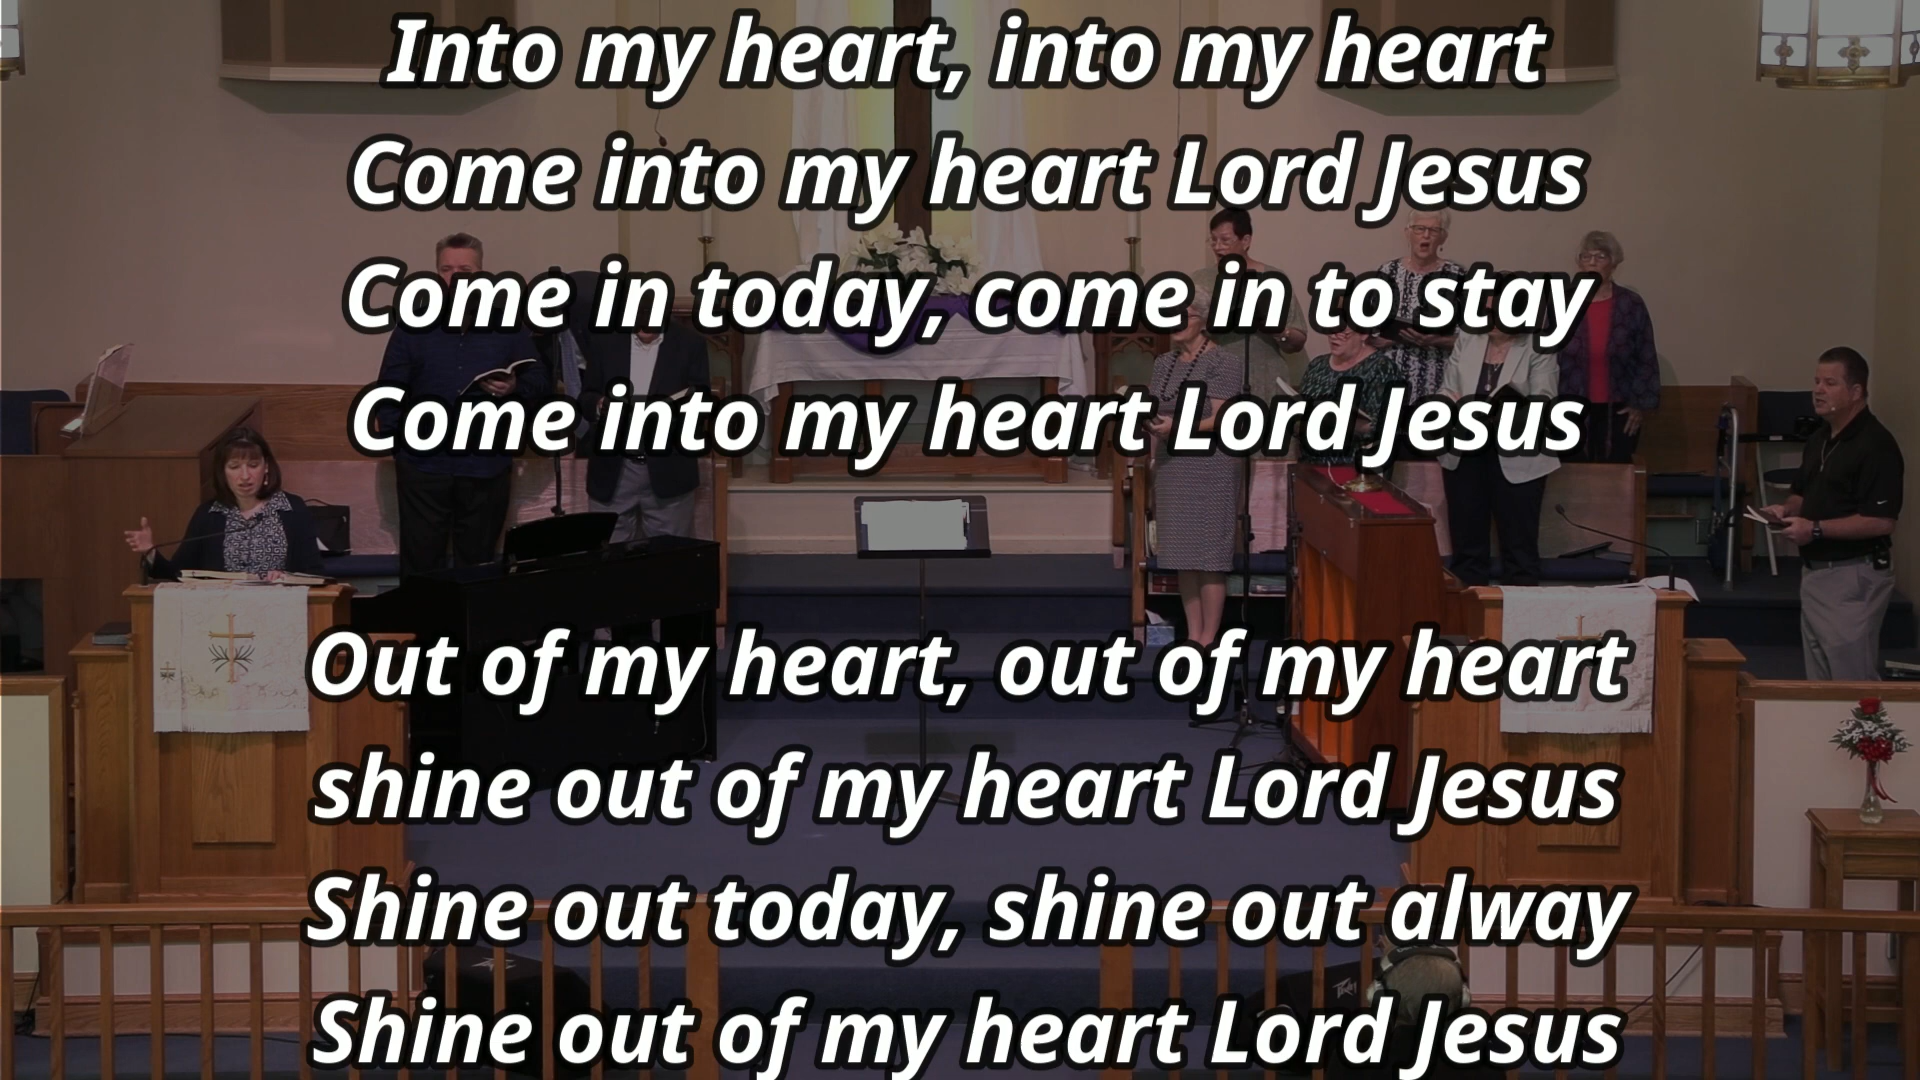 Into my heart, into my heart
Come into my heart Lord Jesus
Come in today, come in to stay
Come into my heart Lord Jesus
Out of my heart, out of my heart
shine out of my heart Lord Jesus
Shine out today, shine out alway
Shine out of my heart Lord Jesus